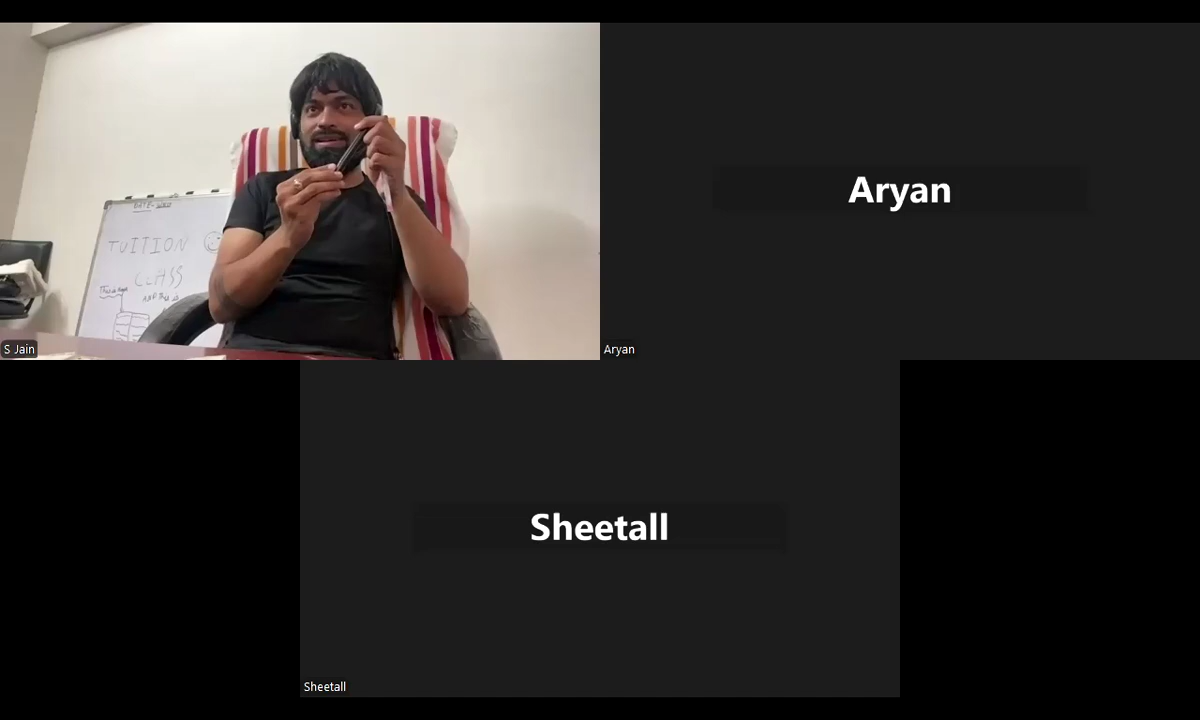 TUITION
CLASS
S Jain
Aryan
Aryan
Sheetall
Sheetall